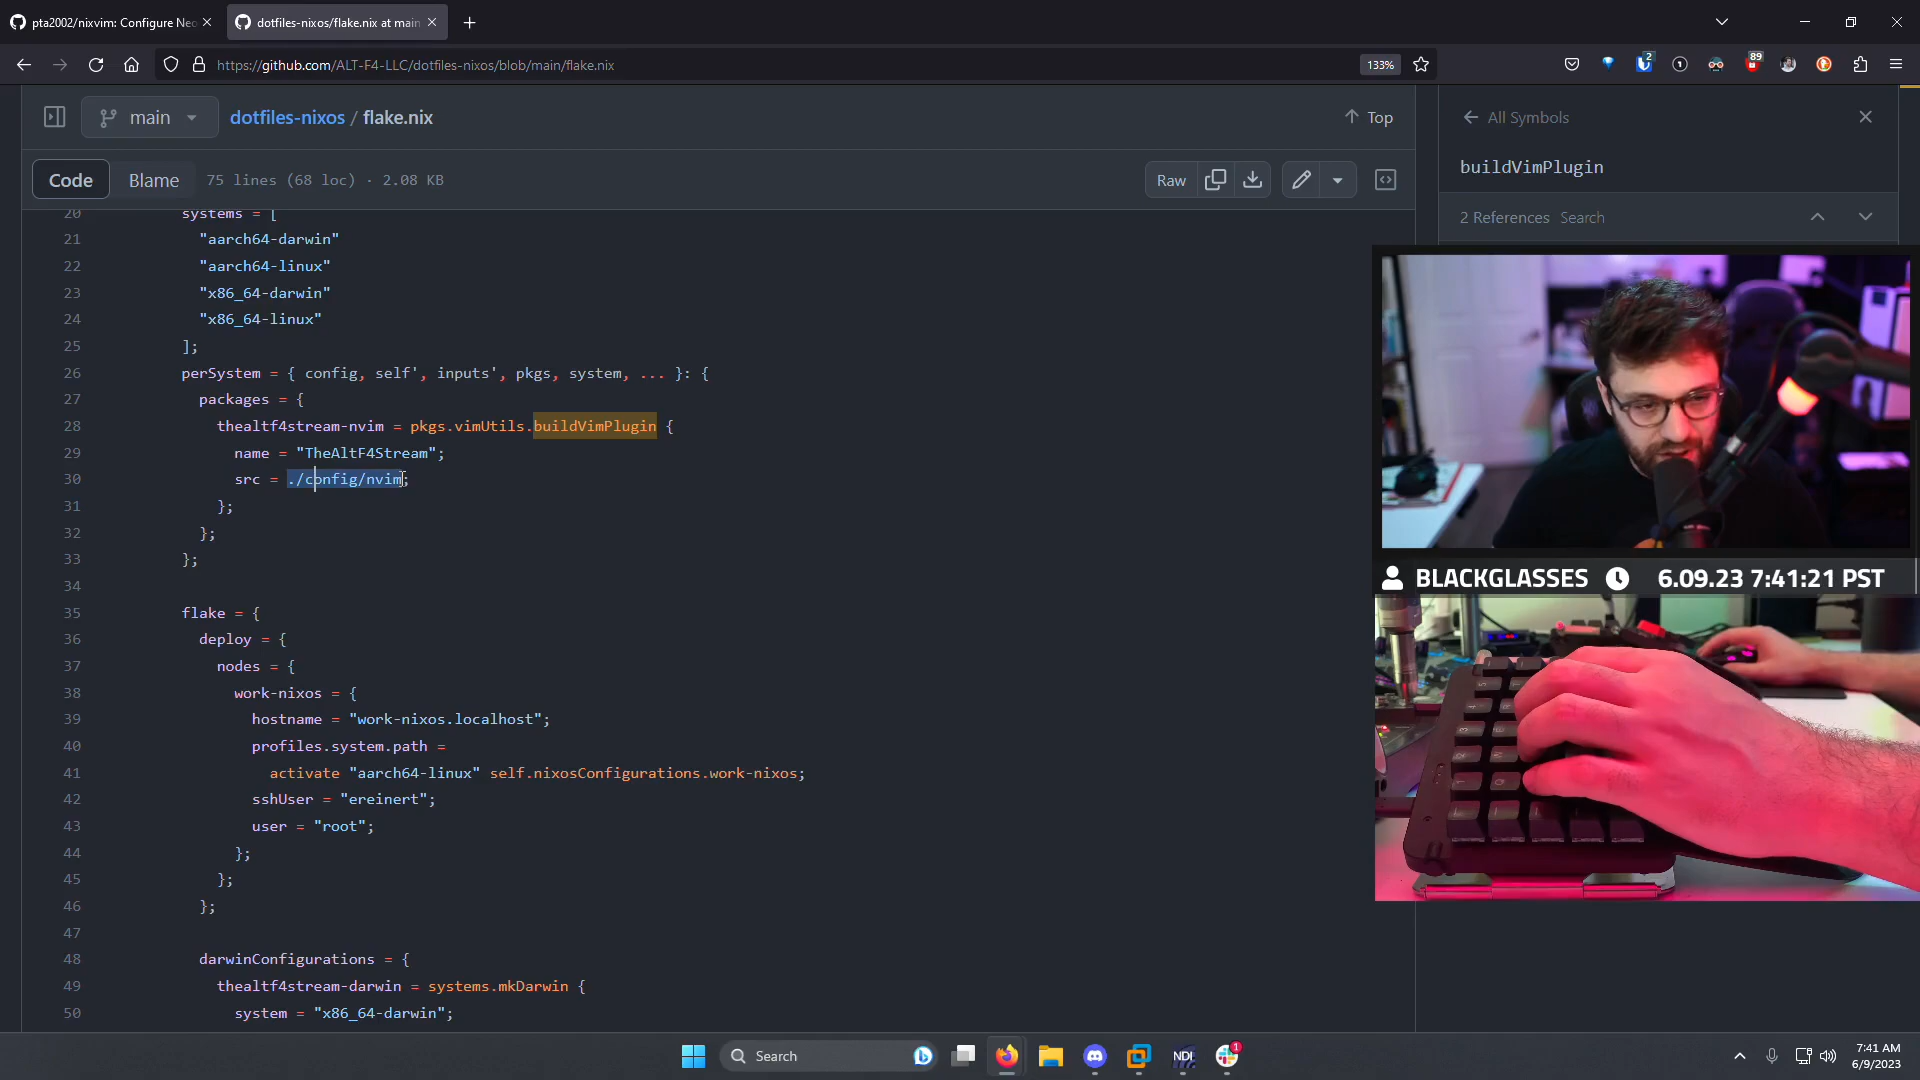 pta2002/nixvim: Configure Neo
dotfiles-nixos/flake.nix at main
https://github.com/ALT-F4-LLC/dotfiles-nixos/blob/main/flake.nix
133%
2
89
main
dotfiles-nixos / flake.nix
Top
All Symbols
Code
Blame
75 lines (68 loc) · 2.08 KB
Raw
buildVimPlugin
2 References
Search
20 systems = [
21 "aarch64-darwin"
22 "aarch64-linux"
23 "x86_64-darwin"
24 "x86_64-linux"
25 ];
26 perSystem = { config, self', inputs', pkgs, system, ... }: {
27 packages = {
28 thealtf4stream-nvim = pkgs.vimUtils.buildVimPlugin {
29 name = "TheAltF4Stream";
30 src = ./config/nvim;
31 };
32 };
33 };
34
35 flake = {
36 deploy = {
37 nodes = {
38 work-nixos = {
39 hostname = "work-nixos.localhost";
40 profiles.system.path =
41 activate "aarch64-linux" self.nixosConfigurations.work-nixos;
42 sshUser = "ereinert";
43 user = "root";
44 };
45 };
46 };
47
48 darwinConfigurations = {
49 thealtf4stream-darwin = systems.mkDarwin {
50 system = "x86_64-darwin";
BLACKGLASSES
6.09.23 7:41:21 PST
Search
NDI
1
7:41 AM
6/9/2023